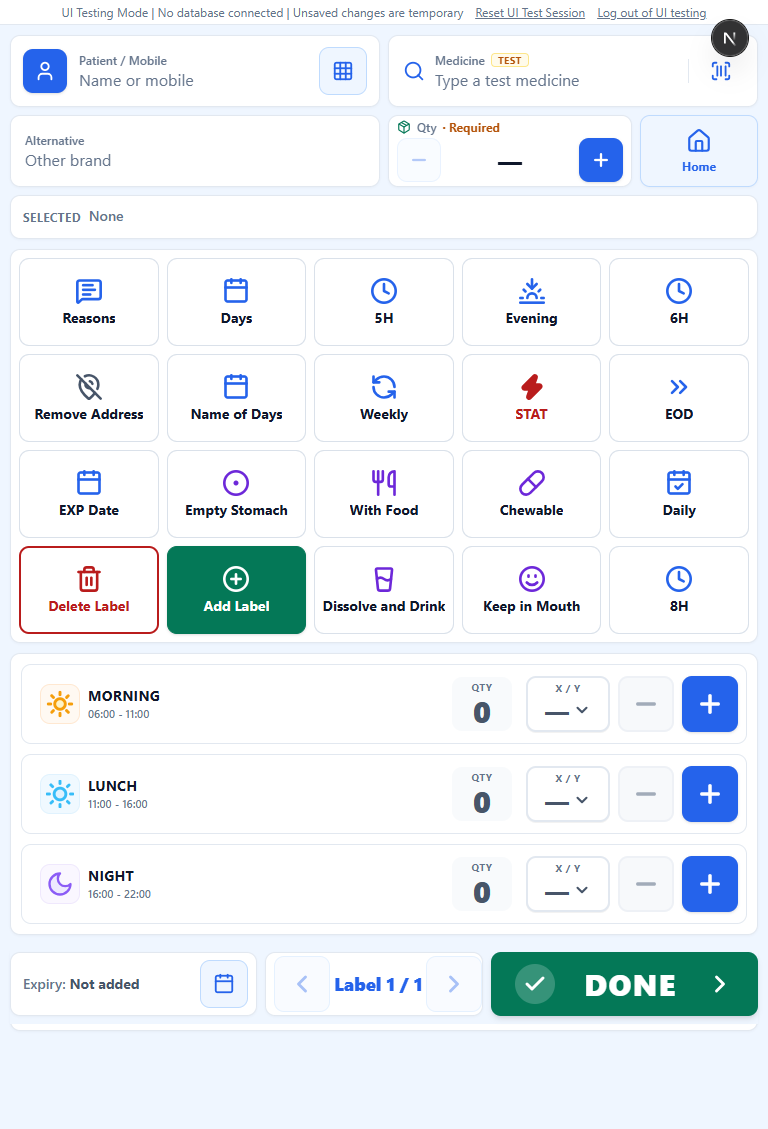 UI Testing Mode | No database connected | Unsaved changes are temporary Reset UI Test Session Log out of UI testing
N
Patient / Mobile
Name or mobile
Medicine TEST
Type a test medicine
Alternative
Other brand
Qty · Required
—
Home
SELECTED None
Reasons
Days
5H
Evening
6H
Remove Address
Name of Days
Weekly
STAT
EOD
EXP Date
Empty Stomach
With Food
Chewable
Daily
Delete Label
Add Label
Dissolve and Drink
Keep in Mouth
8H
MORNING
06:00 - 11:00
QTY
0
X / Y
—
LUNCH
11:00 - 16:00
QTY
0
X / Y
—
NIGHT
16:00 - 22:00
QTY
0
X / Y
—
Expiry: Not added
Label 1 / 1
DONE